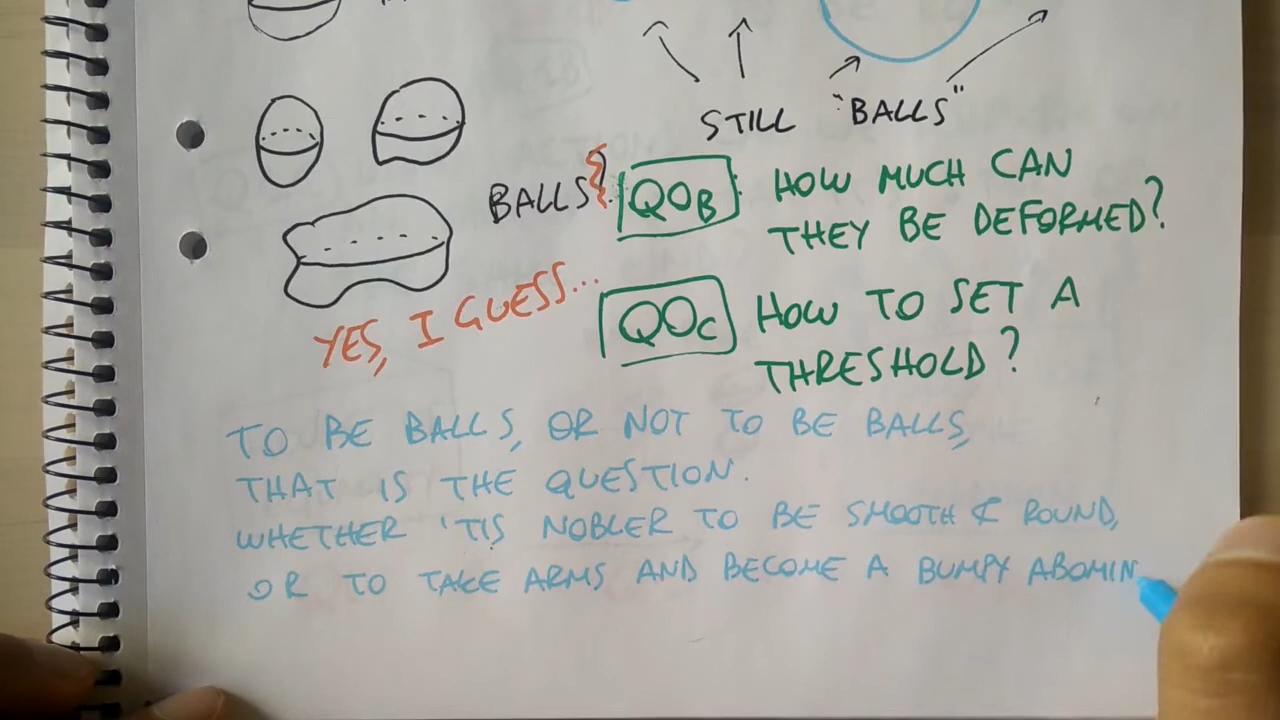 STILL "BALLS"
BALLS?
QOB: HOW MUCH CAN
THEY BE DEFORMED?
YES, I GUESS...
QOC HOW TO SET A
THRESHOLD?
TO BE BALLS, OR NOT TO BE BALLS,
THAT IS THE QUESTION.
WHETHER 'TIS NOBLER TO BE SMOOTH & ROUND,
OR TO TAKE ARMS AND BECOME A BUMPY ABOMIN